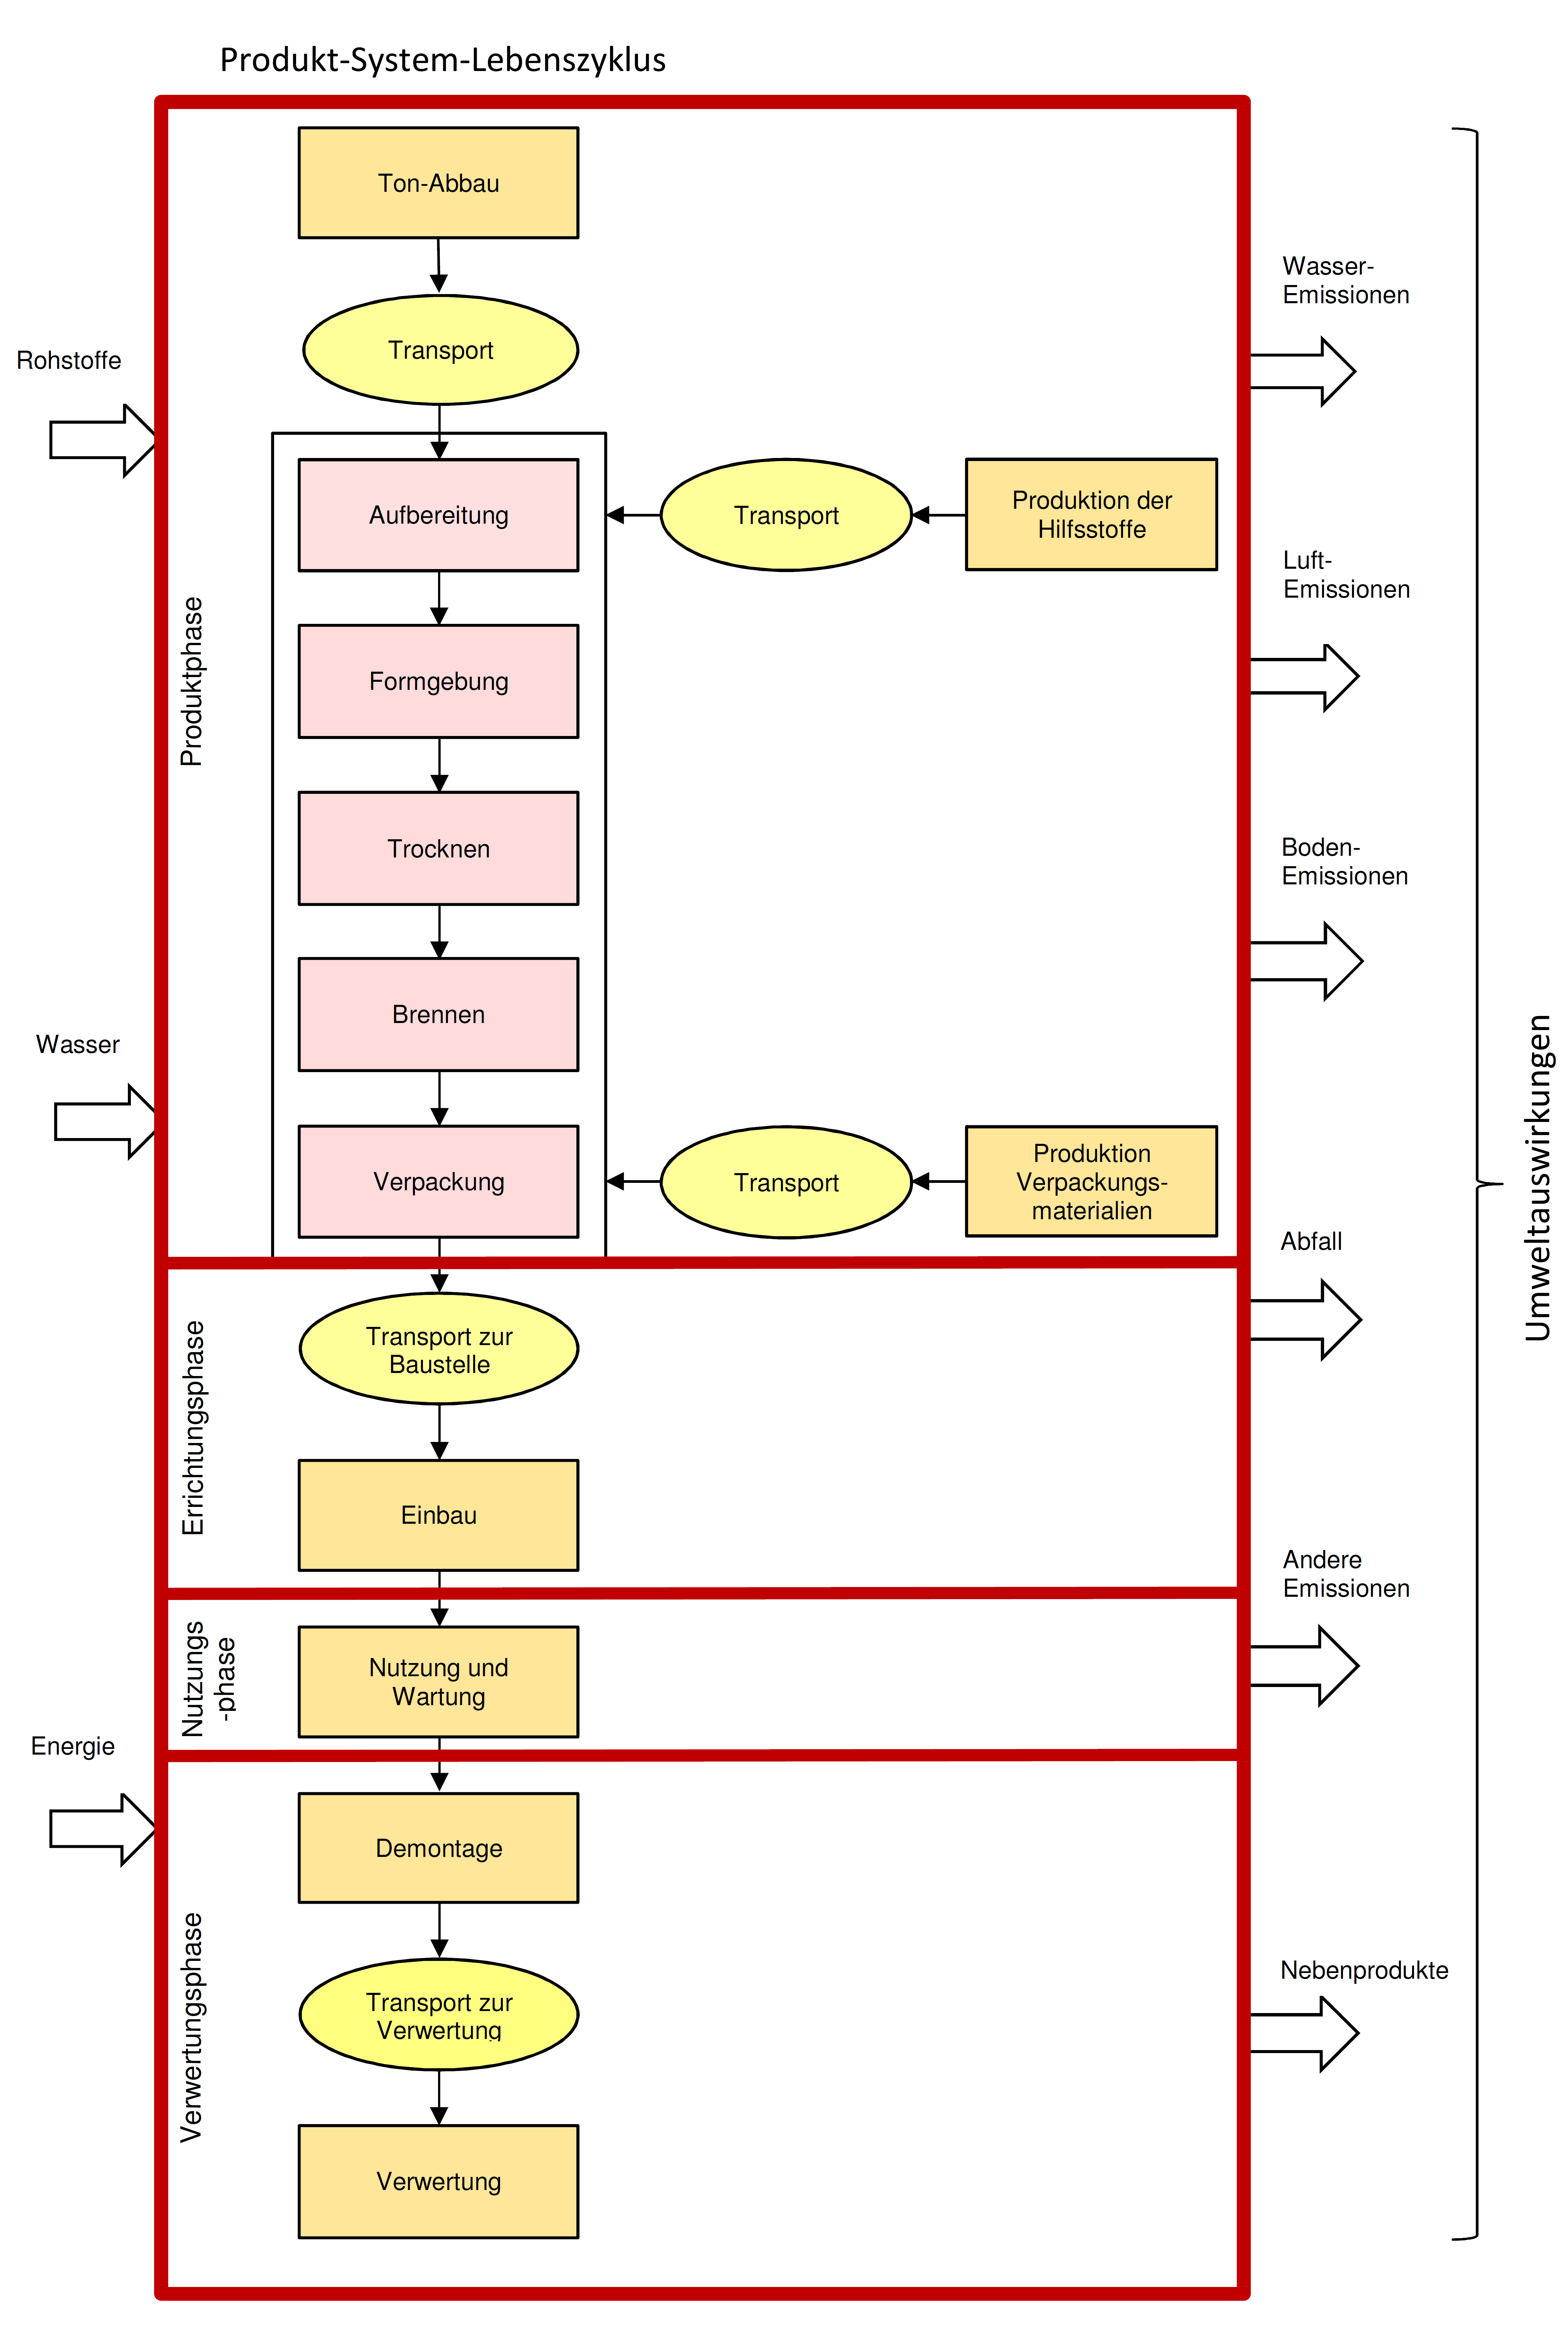 Produkt-System-Lebenszyklus
Ton-Abbau
Transport
Rohstoffe
Wasser-
Emissionen
Produktphase
Aufbereitung
Transport
Produktion der
Hilfsstoffe
Luft-
Emissionen
Formgebung
Trocknen
Boden-
Emissionen
Brennen
Wasser
Verpackung
Transport
Produktion
Verpackungs-
materialien
Umweltauswirkungen
Abfall
Errichtungsphase
Transport zur
Baustelle
Einbau
Andere
Emissionen
Nutzungs
-phase
Nutzung und
Wartung
Energie
Verwertungsphase
Demontage
Transport zur
Verwertung
Nebenprodukte
Verwertung